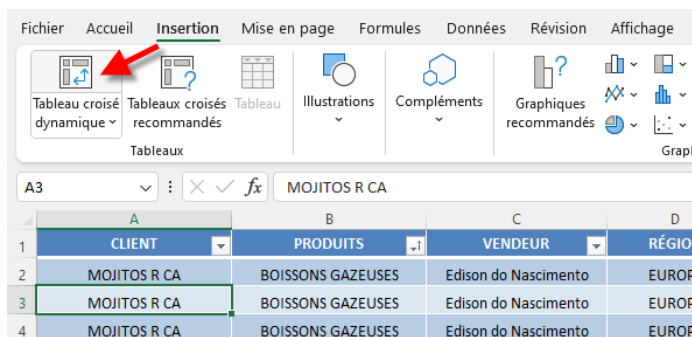 Fichier Accueil Insertion Mise en page Formules Données Révision Affichage
Tableau croisé dynamique
Tableaux croisés recommandés
Tableau
Illustrations
Compléments
Graphiques recommandés
Tableaux
Grap
A3 fx MOJITOS R CA
A B C D
1 CLIENT PRODUITS VENDEUR RÉGIO
2 MOJITOS R CA BOISSONS GAZEUSES Edison do Nascimento EUROP
3 MOJITOS R CA BOISSONS GAZEUSES Edison do Nascimento EUROP
4 MOJITOS R CA BOISSONS GAZEUSES Edison do Nascimento EUROP